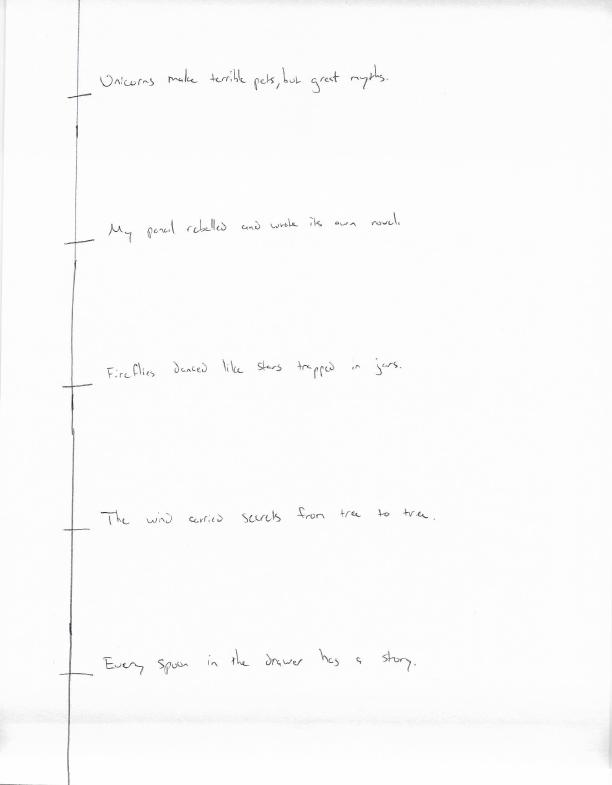 Unicorns make terrible pets, but great myths.
My pencil rebelled and wrote its own novel.
Fireflies danced like stars trapped in jars.
The wind carried secrets from tree to tree.
Every spoon in the drawer has a story.